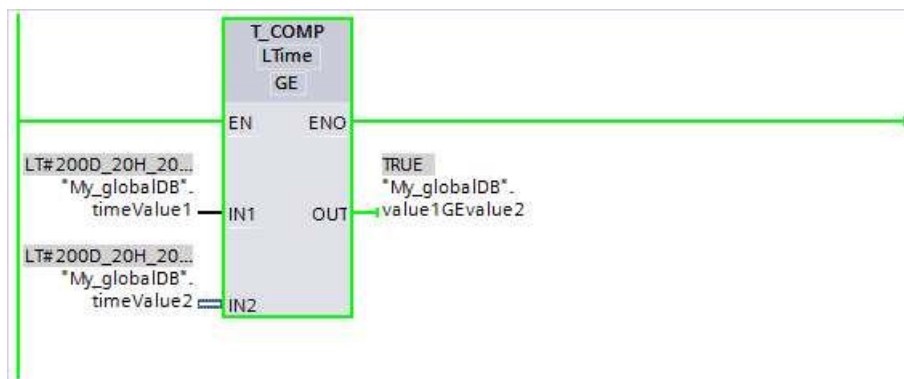 T_COMP
LTime
GE
EN ENO
LT#200D_20H_20...
"My_globalDB".
timeValue1
IN1
OUT
TRUE
"My_globalDB".
value1GEvalue2
LT#200D_20H_20...
"My_globalDB".
timeValue2
IN2